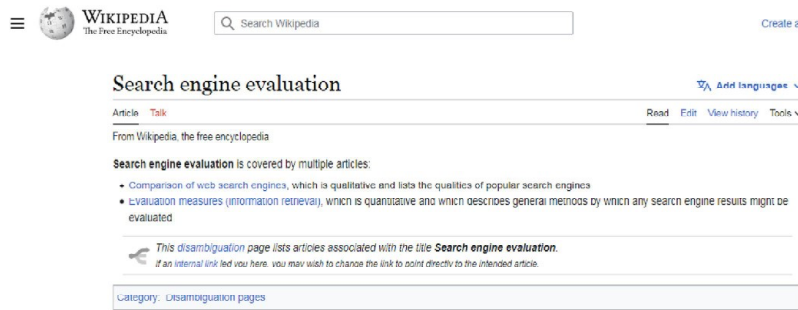 WIKIPEDIA
The Free Encyclopedia
Search Wikipedia
Create a
Search engine evaluation
Add languages
Article Talk
Read Edit View history Tools
From Wikipedia, the free encyclopedia
Search engine evaluation is covered by multiple articles:
• Comparison of web search engines, which is qualitative and lists the qualities of popular search engines
• Evaluation measures (information retrieval), which is quantitative and which describes general methods by which any search engine results might be
evaluated
This disambiguation page lists articles associated with the title Search engine evaluation.
If an internal link led you here, you may wish to change the link to point directly to the intended article.
Category: Disambiguation pages